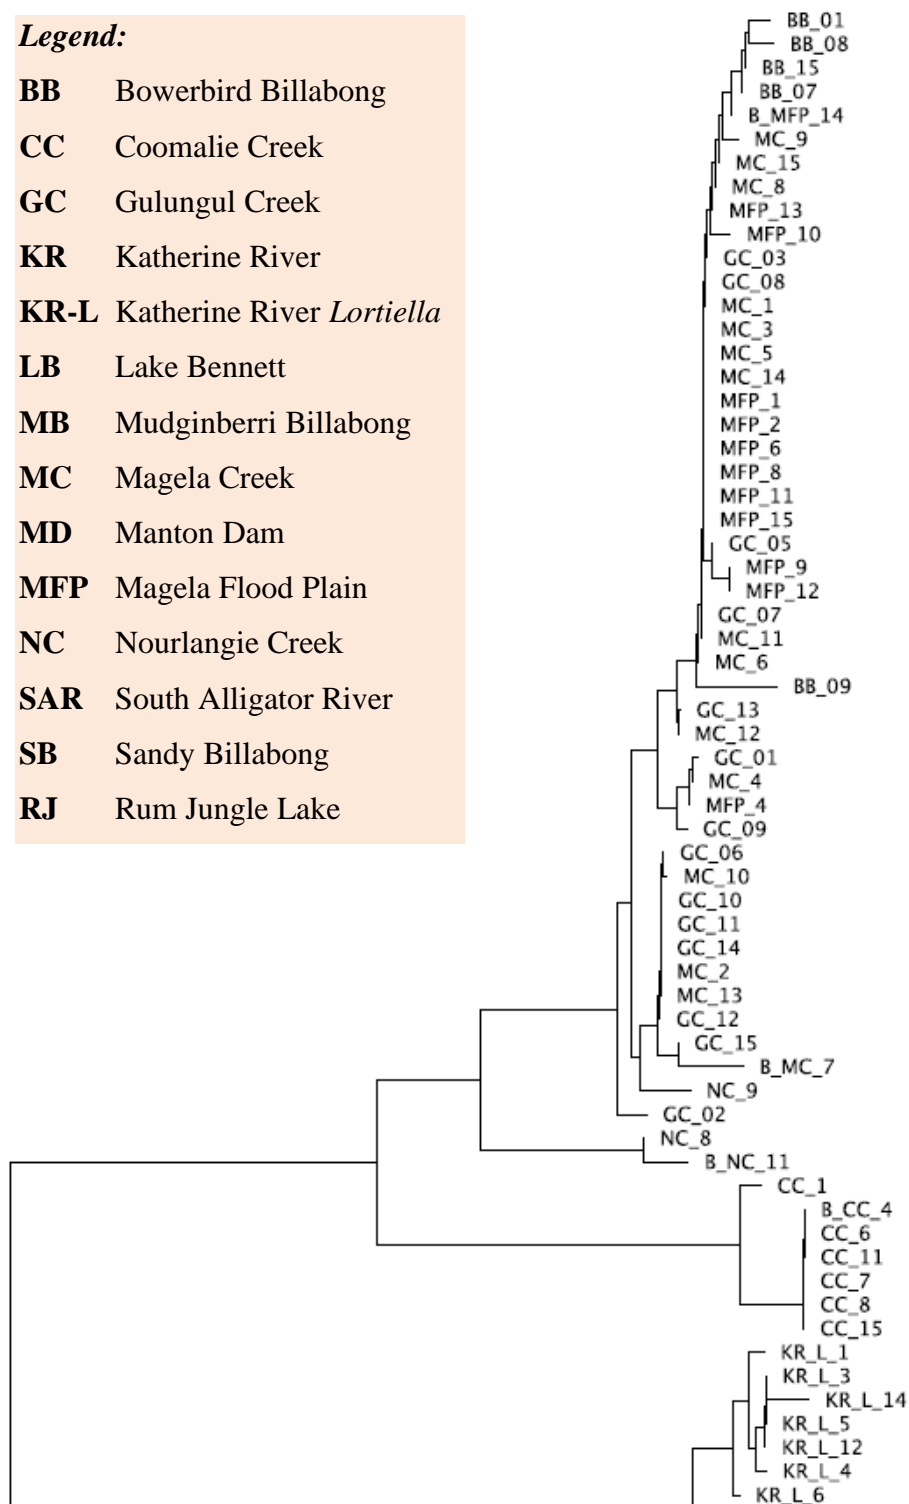 Legend:
BB Bowerbird Billabong
CC Coomalie Creek
GC Gulungul Creek
KR Katherine River
KR-L Katherine River Lortiella
LB Lake Bennett
MB Mudginberri Billabong
MC Magela Creek
MD Manton Dam
MFP Magela Flood Plain
NC Nourlangie Creek
SAR South Alligator River
SB Sandy Billabong
RJ Rum Jungle Lake
BB_01
BB_08
BB_15
BB_07
B_MFP_14
MC_9
MC_15
MC_8
MFP_13
MFP_10
GC_03
GC_08
MC_1
MC_3
MC_5
MC_14
MFP_1
MFP_2
MFP_6
MFP_8
MFP_11
MFP_15
GC_05
MFP_9
MFP_12
GC_07
MC_11
MC_6
BB_09
GC_13
MC_12
GC_01
MC_4
MFP_4
GC_09
GC_06
MC_10
GC_10
GC_11
GC_14
MC_2
MC_13
GC_12
GC_15
B_MC_7
NC_9
GC_02
NC_8
B_NC_11
CC_1
B_CC_4
CC_6
CC_11
CC_7
CC_8
CC_15
KR_L_1
KR_L_3
KR_L_14
KR_L_5
KR_L_12
KR_L_4
KR_L_6